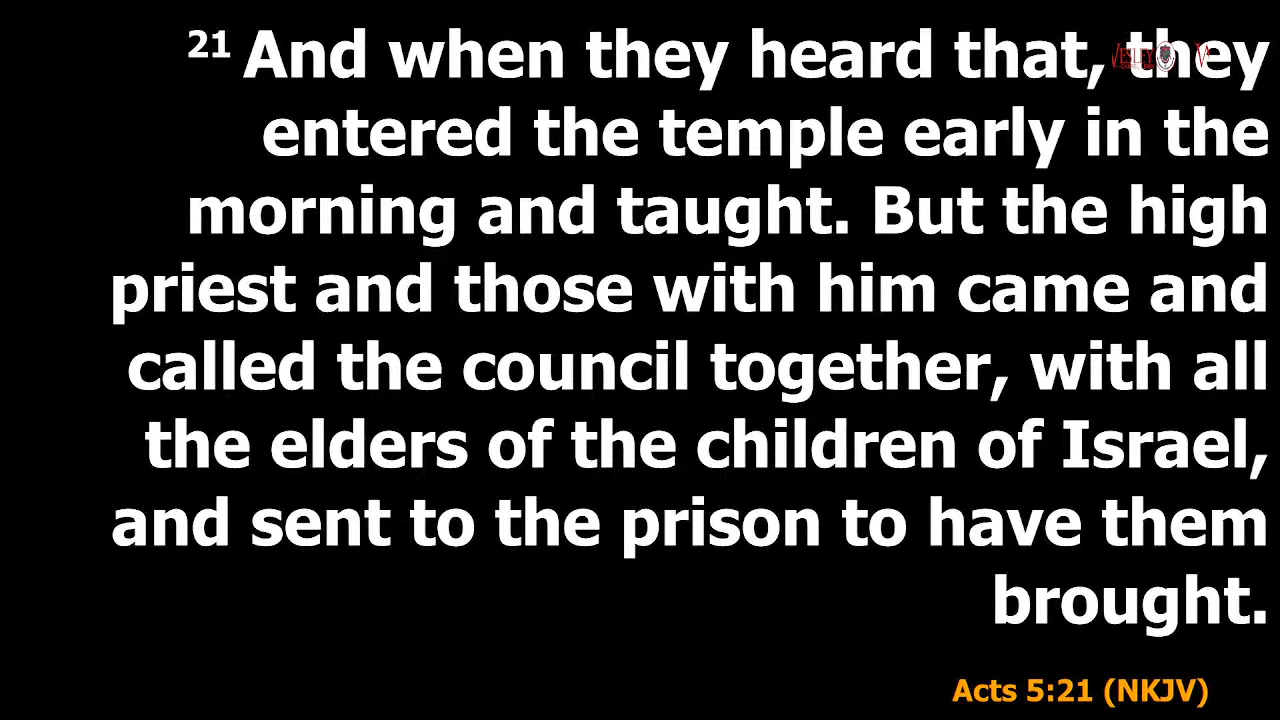 21 And when they heard that, they
entered the temple early in the
morning and taught. But the high
priest and those with him came and
called the council together, with all
the elders of the children of Israel,
and sent to the prison to have them
brought.
Acts 5:21 (NKJV)